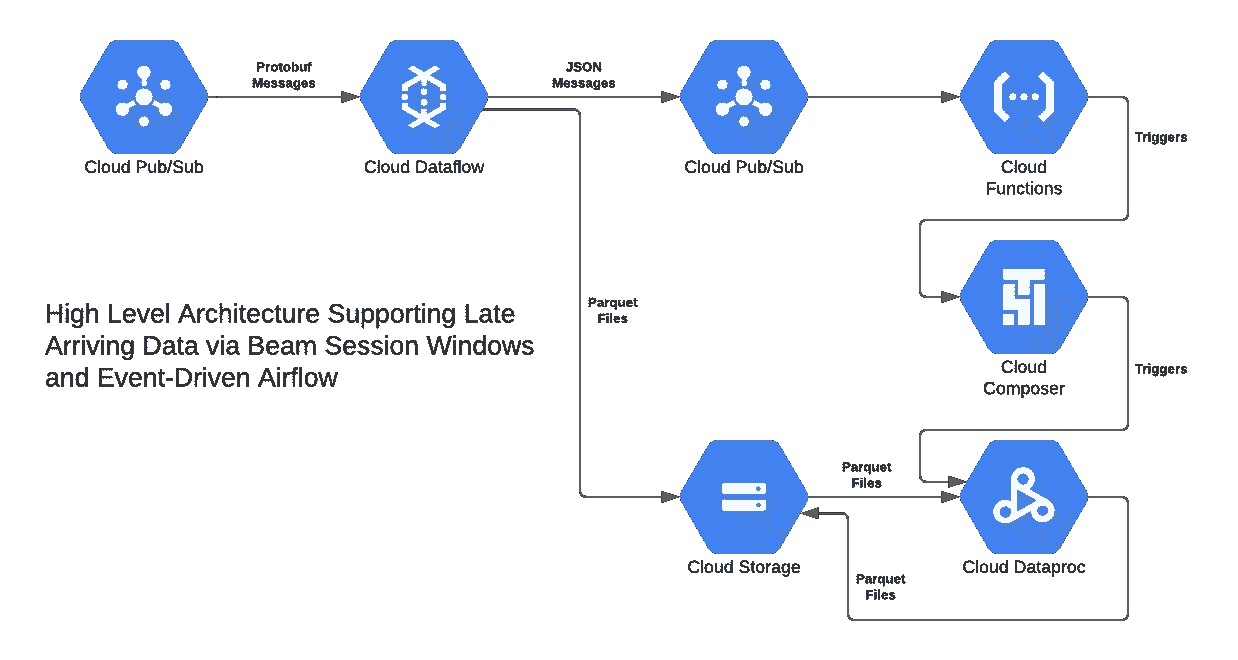 Protobuf
Messages
JSON
Messages
Cloud Pub/Sub
Cloud Dataflow
Cloud Pub/Sub
Cloud
Functions
Triggers
High Level Architecture Supporting Late
Arriving Data via Beam Session Windows
and Event-Driven Airflow
Parquet
Files
Cloud
Composer
Triggers
Parquet
Files
Cloud Storage
Cloud Dataproc
Parquet
Files